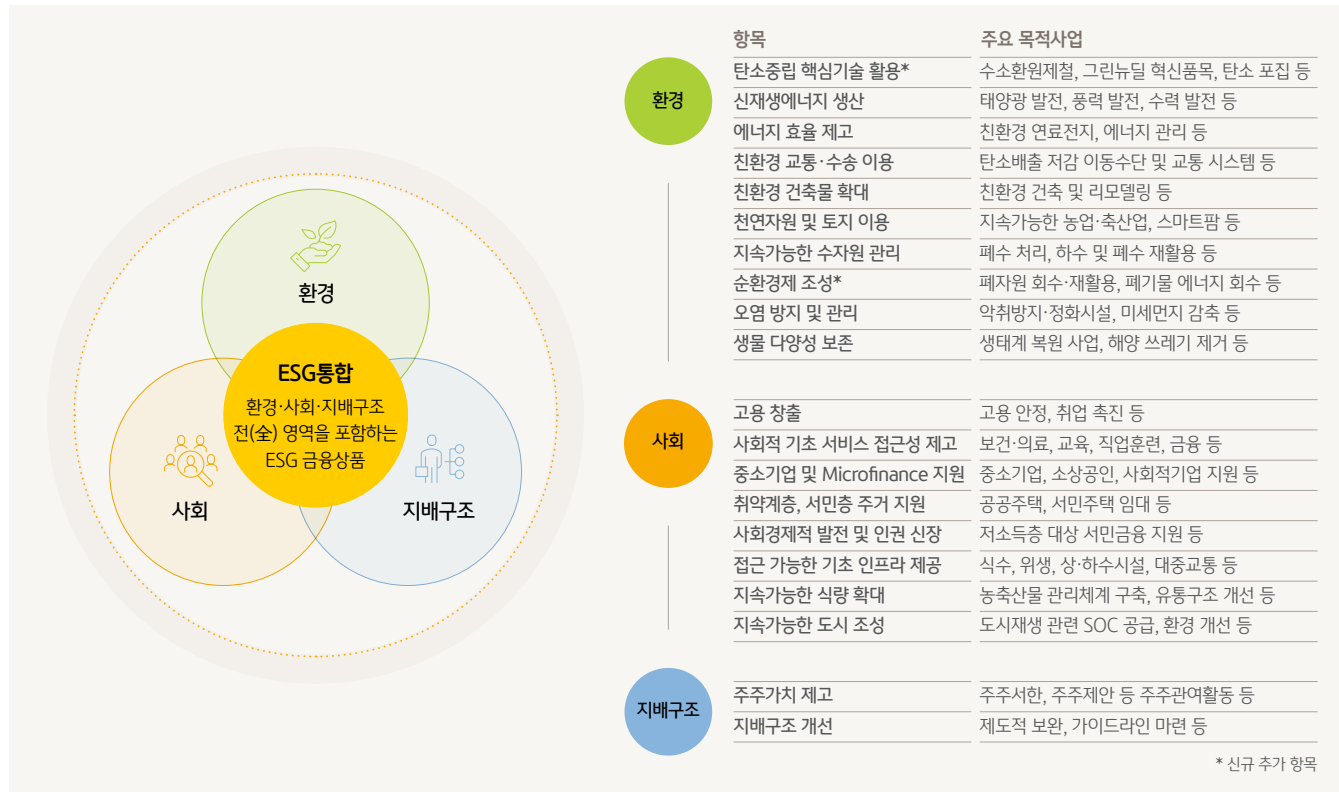 환경
ESG통합
환경·사회·지배구조
전(全) 영역을 포함하는
ESG 금융상품
사회
지배구조
항목 주요 목적사업
환경
탄소중립 핵심기술 활용* 수소환원제철, 그린뉴딜 혁신품목, 탄소 포집 등
신재생에너지 생산 태양광 발전, 풍력 발전, 수력 발전 등
에너지 효율 제고 친환경 연료전지, 에너지 관리 등
친환경 교통·수송 이용 탄소배출 저감 이동수단 및 교통 시스템 등
친환경 건축물 확대 친환경 건축 및 리모델링 등
천연자원 및 토지 이용 지속가능한 농업·축산업, 스마트팜 등
지속가능한 수자원 관리 폐수 처리, 하수 및 폐수 재활용 등
순환경제 조성* 폐자원 회수·재활용, 폐기물 에너지 회수 등
오염 방지 및 관리 악취방지·정화시설, 미세먼지 감축 등
생물 다양성 보존 생태계 복원 사업, 해양 쓰레기 제거 등
사회
고용 창출 고용 안정, 취업 촉진 등
사회적 기초 서비스 접근성 제고 보건·의료, 교육, 직업훈련, 금융 등
중소기업 및 Microfinance 지원 중소기업, 소상공인, 사회적기업 지원 등
취약계층, 서민층 주거 지원 공공주택, 서민주택 임대 등
사회경제적 발전 및 인권 신장 저소득층 대상 서민금융 지원 등
접근 가능한 기초 인프라 제공 식수, 위생, 상·하수시설, 대중교통 등
지속가능한 식량 확대 농축산물 관리체계 구축, 유통구조 개선 등
지속가능한 도시 조성 도시재생 관련 SOC 공급, 환경 개선 등
지배구조
주주가치 제고 주주서한, 주주제안 등 주주관여활동 등
지배구조 개선 제도적 보완, 가이드라인 마련 등
* 신규 추가 항목